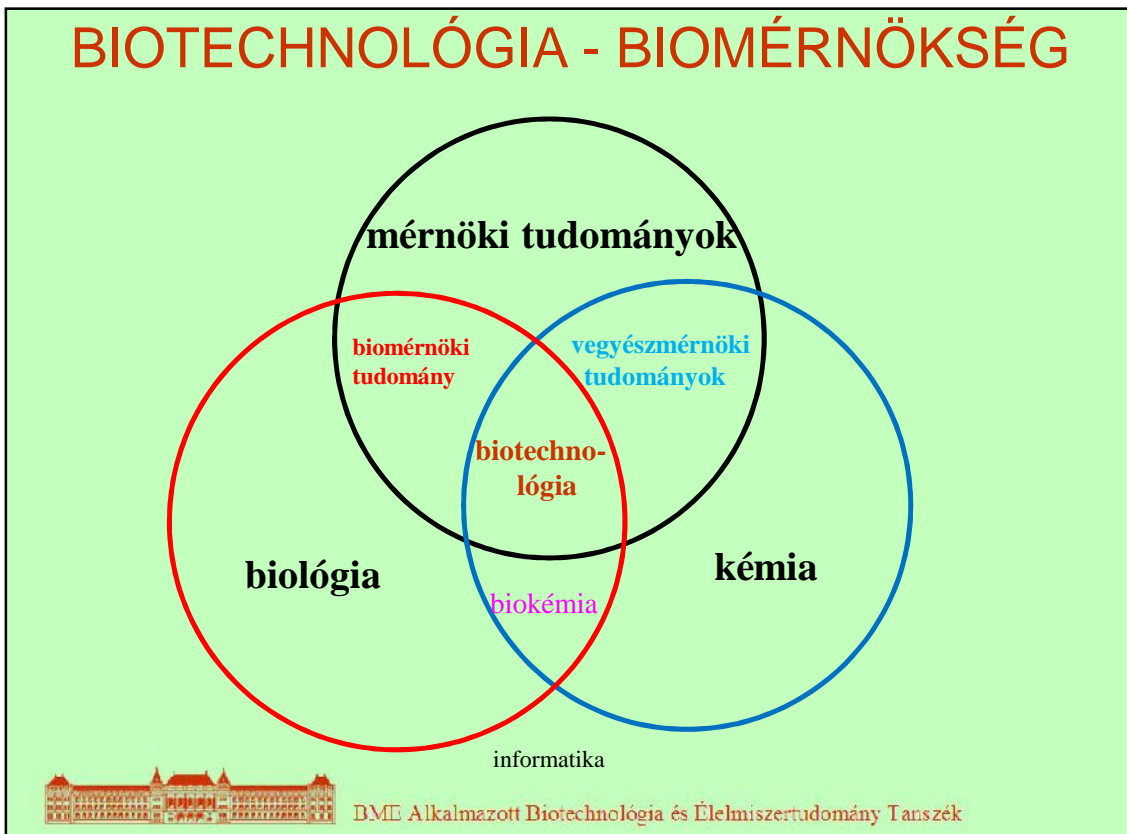 BIOTECHNOLÓGIA - BIOMÉRNÖKSÉG
mérnöki tudományok
biomérnöki
tudomány
vegyészmérnöki
tudományok
biotechno-
lógia
biológia
kémia
biokémia
informatika
BME Alkalmazott Biotechnológia és Élelmiszertudomány Tanszék